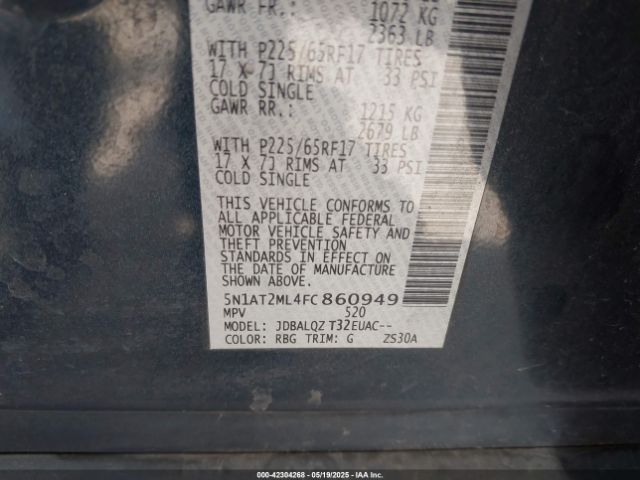 GAWR FR.: 1072 KG
2363 LB
WITH P225/65RF17 TIRES
17 X 7J RIMS AT 33 PSI
COLD SINGLE
GAWR RR.: 1215 KG
2679 LB
WITH P225/65RF17 TIRES
17 X 7J RIMS AT 33 PSI
COLD SINGLE
THIS VEHICLE CONFORMS TO
ALL APPLICABLE FEDERAL
MOTOR VEHICLE SAFETY AND
THEFT PREVENTION
STANDARDS IN EFFECT ON
THE DATE OF MANUFACTURE
SHOWN ABOVE.
5N1AT2ML4FC860949
MPV 520
MODEL: JDBALQZ T32EUAC--
COLOR: RBG TRIM: G ZS30A
000-42304268 - 05/19/2025 - IAA Inc.